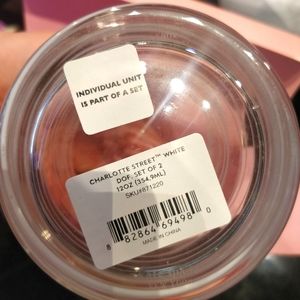 INDIVIDUAL UNIT
IS PART OF A SET
CHARLOTTE STREET™ WHITE
DOF, SET OF 2
12OZ (354.9ML)
SKU#871220
8 82864 69498 0
MADE IN CHINA